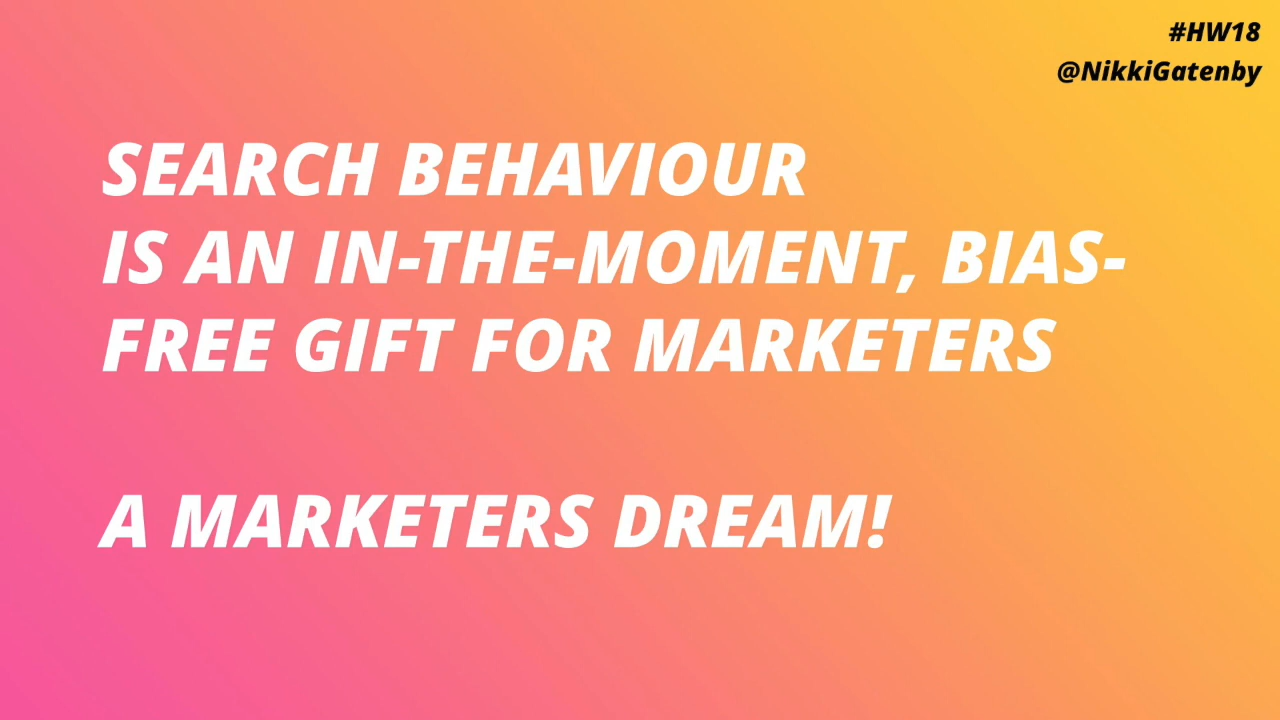 #HW18
@NikkiGatenby
SEARCH BEHAVIOUR
IS AN IN-THE-MOMENT, BIAS-
FREE GIFT FOR MARKETERS
A MARKETERS DREAM!